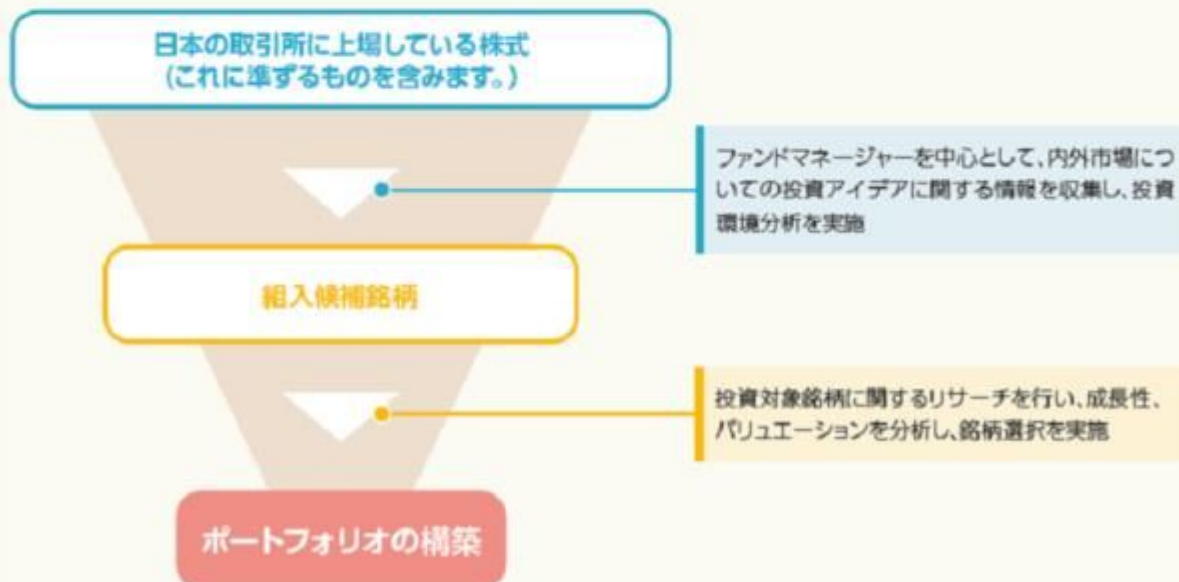 日本の取引所に上場している株式
(これに準ずるものを含みます。)
ファンドマネージャーを中心として、内外市場につ
いての投資アイデアに関する情報を収集し、投資
環境分析を実施
組入候補銘柄
投資対象銘柄に関するリサーチを行い、成長性、
バリュエーションを分析し、銘柄選択を実施
ポートフォリオの構築